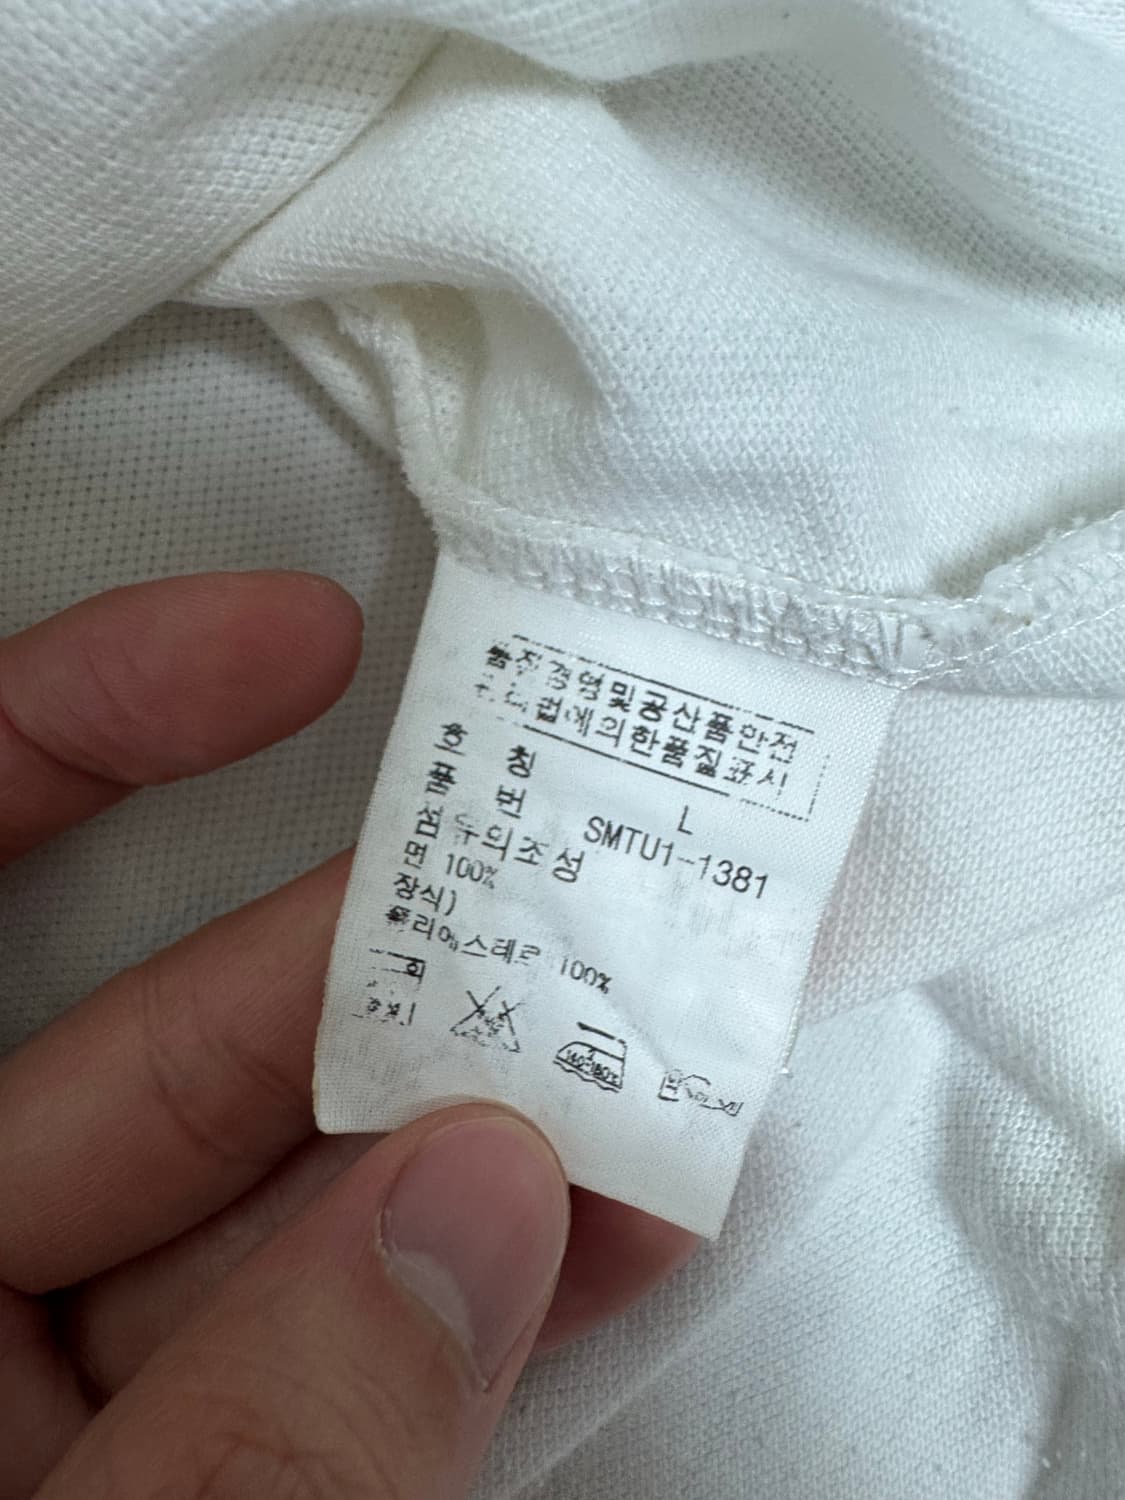 품질경영및공산품안전
관리법에의한품질표시
호 칭 L
품 번 SMTU1-1381
섬유의조성
면 100%
장식)
폴리에스테르 100%
140~160℃